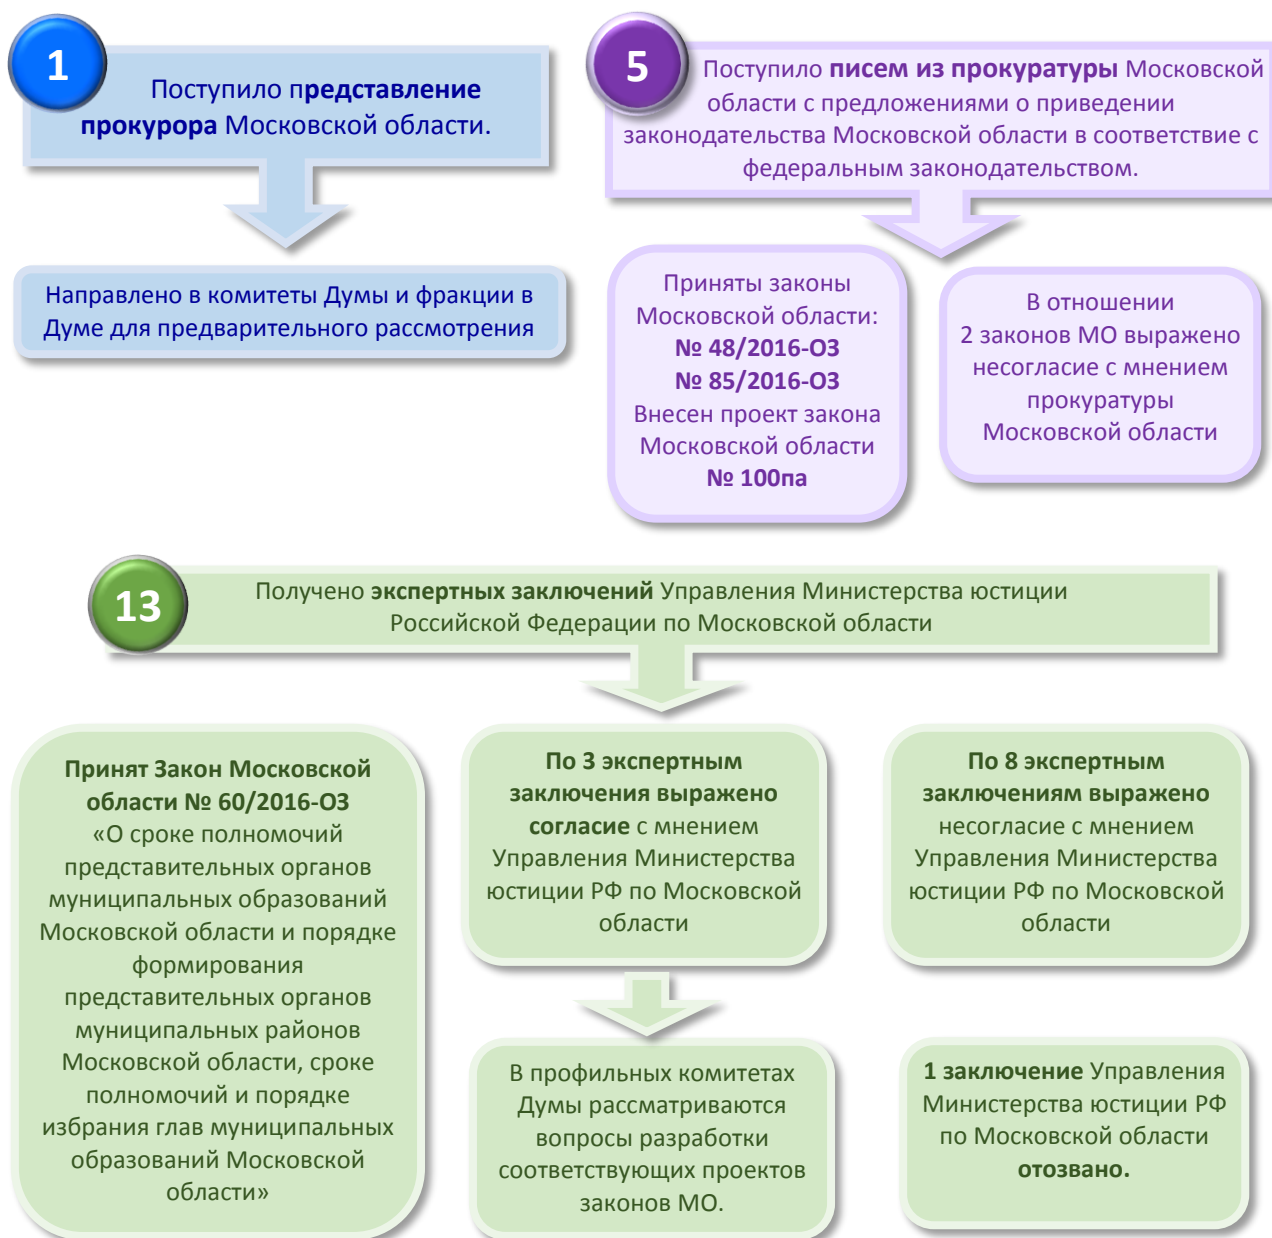 1
Поступило представление
прокурора Московской области.
Направлено в комитеты Думы и фракции в
Думе для предварительного рассмотрения
5
Поступило писем из прокуратуры Московской
области с предложениями о приведении
законодательства Московской области в соответствие с
федеральным законодательством.
Приняты законы
Московской области:
№ 48/2016-ОЗ
№ 85/2016-ОЗ
Внесен проект закона
Московской области
№ 100па
В отношении
2 законов МО выражено
несогласие с мнением
прокуратуры
Московской области
13
Получено экспертных заключений Управления Министерства юстиции
Российской Федерации по Московской области
Принят Закон Московской
области № 60/2016-ОЗ
«О сроке полномочий
представительных органов
муниципальных образований
Московской области и порядке
формирования
представительных органов
муниципальных районов
Московской области, сроке
полномочий и порядке
избрания глав муниципальных
образований Московской
области»
По 3 экспертным
заключения выражено
согласие с мнением
Управления Министерства
юстиции РФ по Московской
области
В профильных комитетах
Думы рассматриваются
вопросы разработки
соответствующих проектов
законов МО.
По 8 экспертным
заключениям выражено
несогласие с мнением
Управления Министерства
юстиции РФ по Московской
области
1 заключение Управления
Министерства юстиции РФ
по Московской области
отозвано.